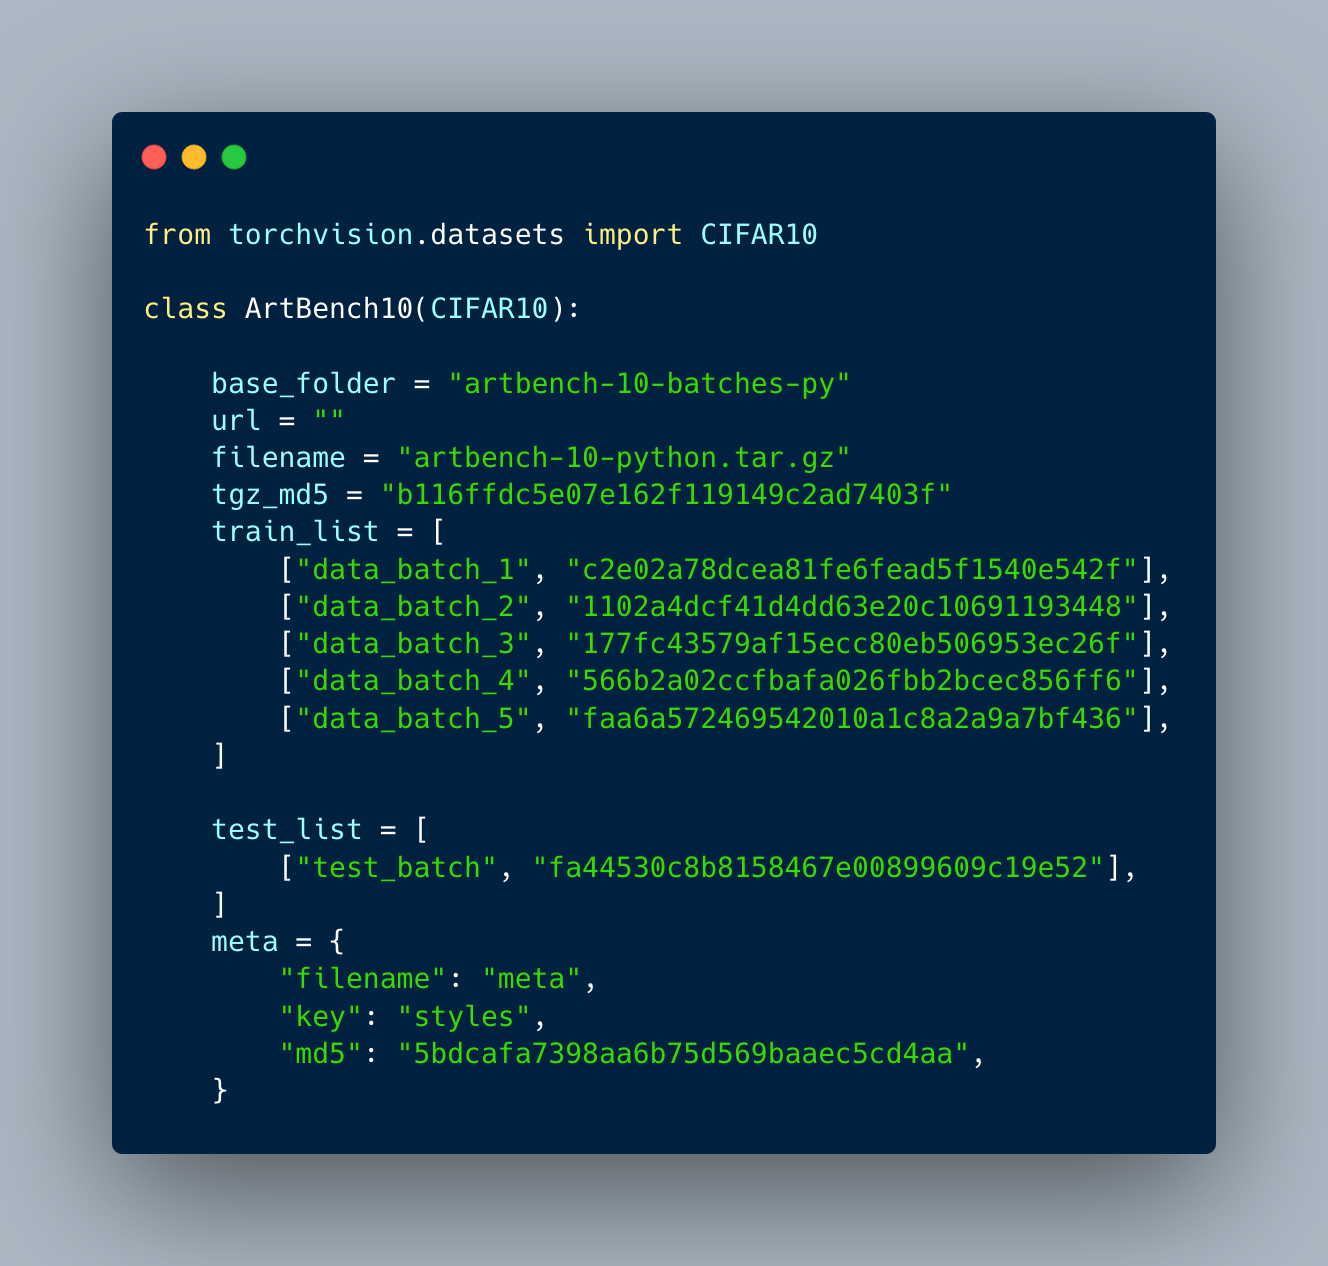 from torchvision.datasets import CIFAR10
class ArtBench10(CIFAR10):
base_folder = "artbench-10-batches-py"
url = ""
filename = "artbench-10-python.tar.gz"
tgz_md5 = "b116ffdc5e07e162f119149c2ad7403f"
train_list = [
["data_batch_1", "c2e02a78dcea81fe6fead5f1540e542f"],
["data_batch_2", "1102a4dcf41d4dd63e20c10691193448"],
["data_batch_3", "177fc43579af15ecc80eb506953ec26f"],
["data_batch_4", "566b2a02ccfbafa026fbb2bcec856ff6"],
["data_batch_5", "faa6a572469542010a1c8a2a9a7bf436"],
]
test_list = [
["test_batch", "fa44530c8b8158467e00899609c19e52"],
]
meta = {
"filename": "meta",
"key": "styles",
"md5": "5bdcafa7398aa6b75d569baaec5cd4aa",
}